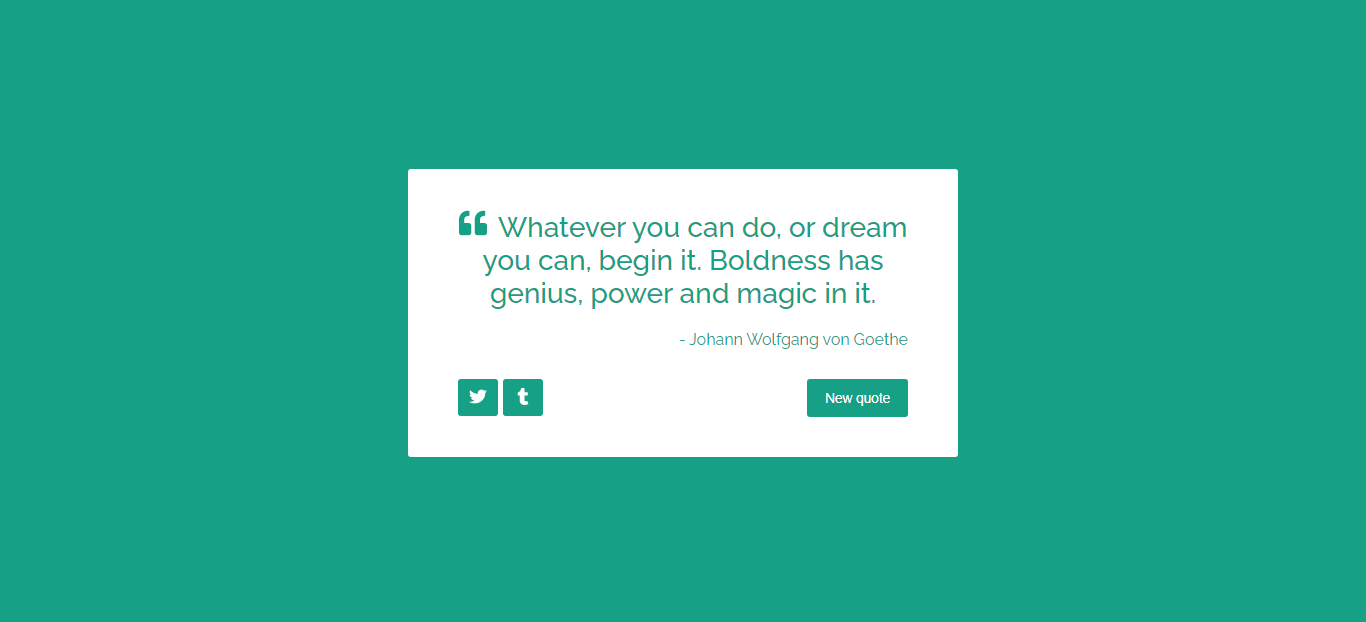 “ Whatever you can do, or dream
you can, begin it. Boldness has
genius, power and magic in it.
- Johann Wolfgang von Goethe
New quote